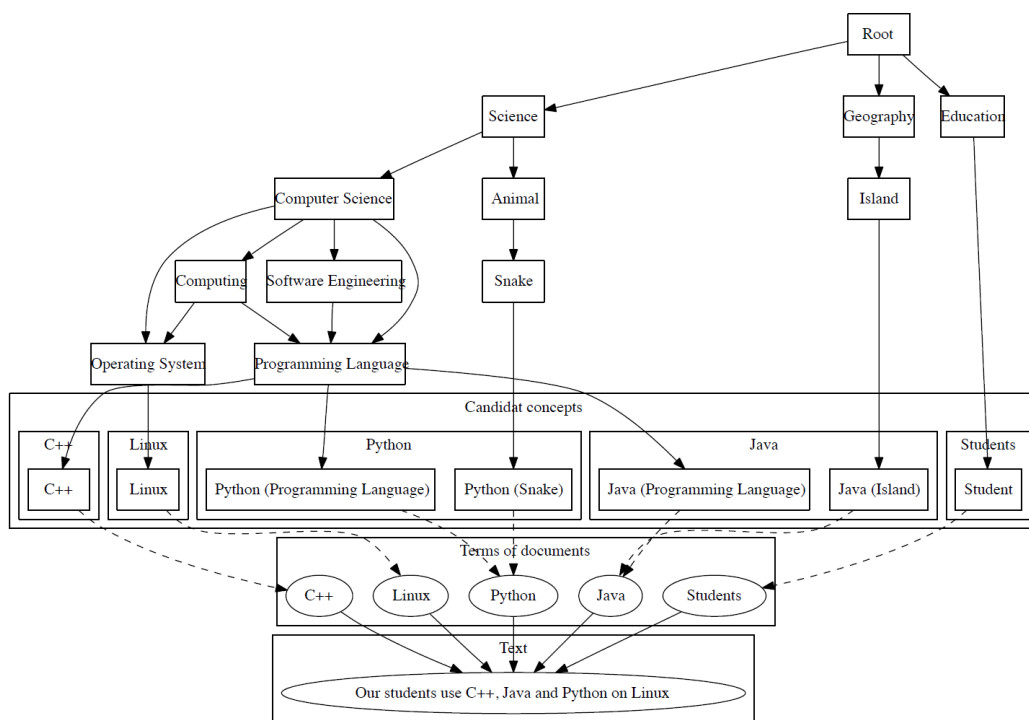 Root
Science
Geography
Education
Computer Science
Animal
Island
Computing
Software Engineering
Snake
Operating System
Programming Language
Candidat concepts
C++
Linux
Python
Java
Students
C++
Linux
Python (Programming Language)
Python (Snake)
Java (Programming Language)
Java (Island)
Student
Terms of documents
C++
Linux
Python
Java
Students
Text
Our students use C++, Java and Python on Linux